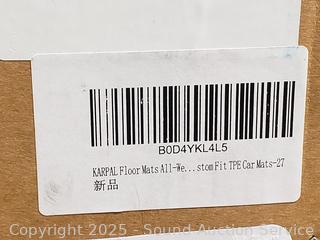 B0D4YKL4L5
KARPAL Floor Mats All-We...stom Fit TPE Car Mats-27
新品
Copyright 2025 - Sound Auction Service